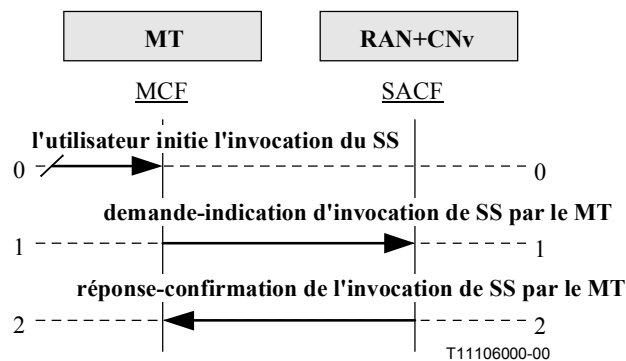 MT RAN+CNv
MCF SACF
l'utilisateur initie l'invocation du SS
0 0
demande-indication d'invocation de SS par le MT
1 1
réponse-confirmation de l'invocation de SS par le MT
2 2
T11106000-00